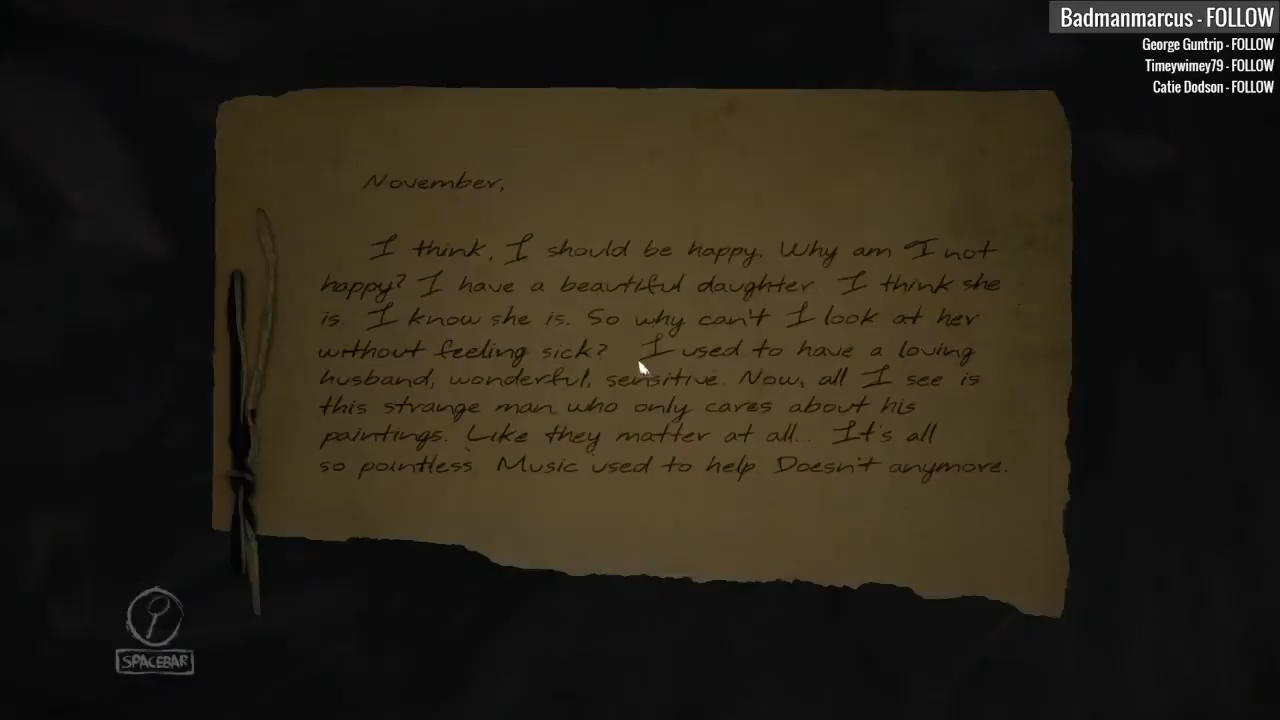 Badmanmarcus - FOLLOW
George Guntrip - FOLLOW
Timeywimey79 - FOLLOW
Catie Dodson - FOLLOW
November,
I think, I should be happy. Why am I not
happy? I have a beautiful daughter. I think she
is. I know she is. So why can't I look at her
without feeling sick? I used to have a loving
husband, wonderful, sensitive. Now, all I see is
this strange man who only cares about his
paintings. Like they matter at all... It's all
so pointless. Music used to help. Doesn't anymore.
SPACEBAR